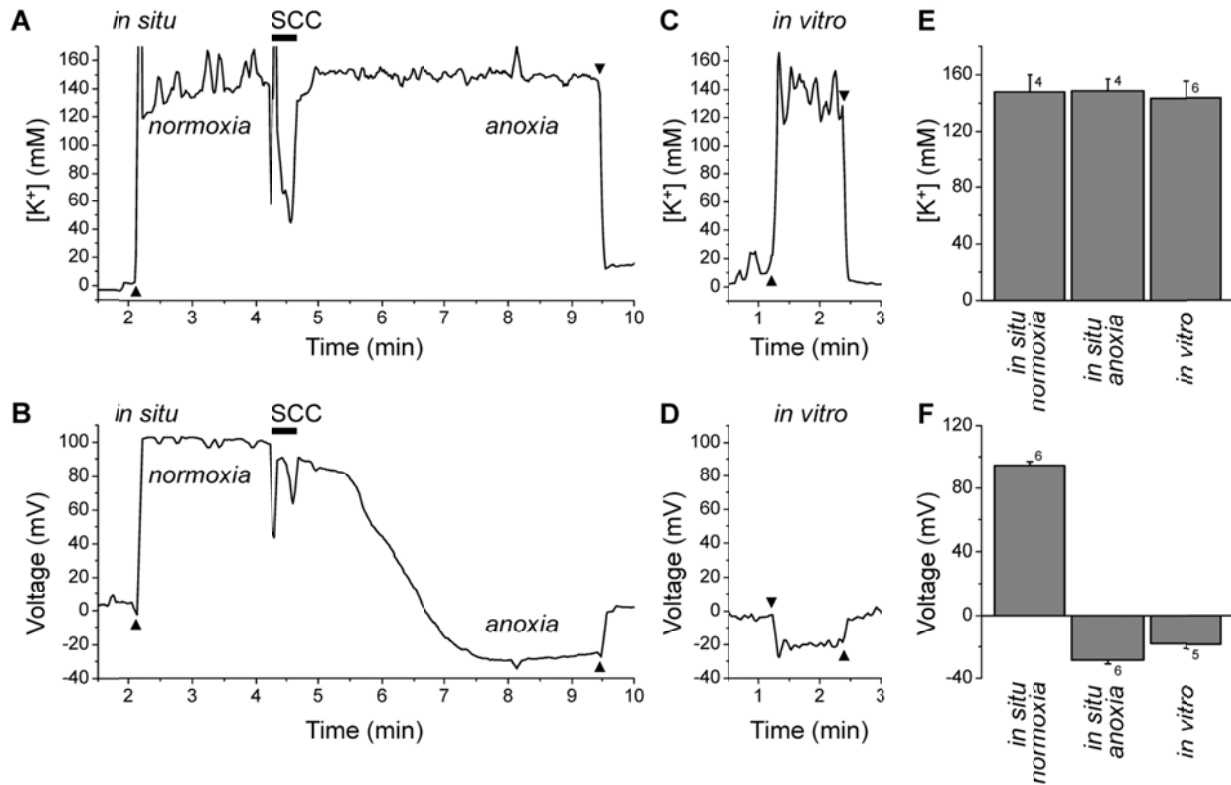 A in situ SCC
[K+] (mM)
160
140
120
100
80
60
40
20
0
normoxia
anoxia
2 3 4 5 6 7 8 9 10
Time (min)
C in vitro
[K+] (mM)
160
140
120
100
80
60
40
20
0
1 2 3
Time (min)
E
[K+] (mM)
160
120
80
40
0
4 4 6
in situ normoxia
in situ anoxia
in vitro
B in situ SCC
Voltage (mV)
100
80
60
40
20
0
-20
-40
normoxia
anoxia
2 3 4 5 6 7 8 9 10
Time (min)
D in vitro
Voltage (mV)
100
80
60
40
20
0
-20
-40
1 2 3
Time (min)
F
Voltage (mV)
120
80
40
0
-40
6
6
5
in situ normoxia
in situ anoxia
in vitro